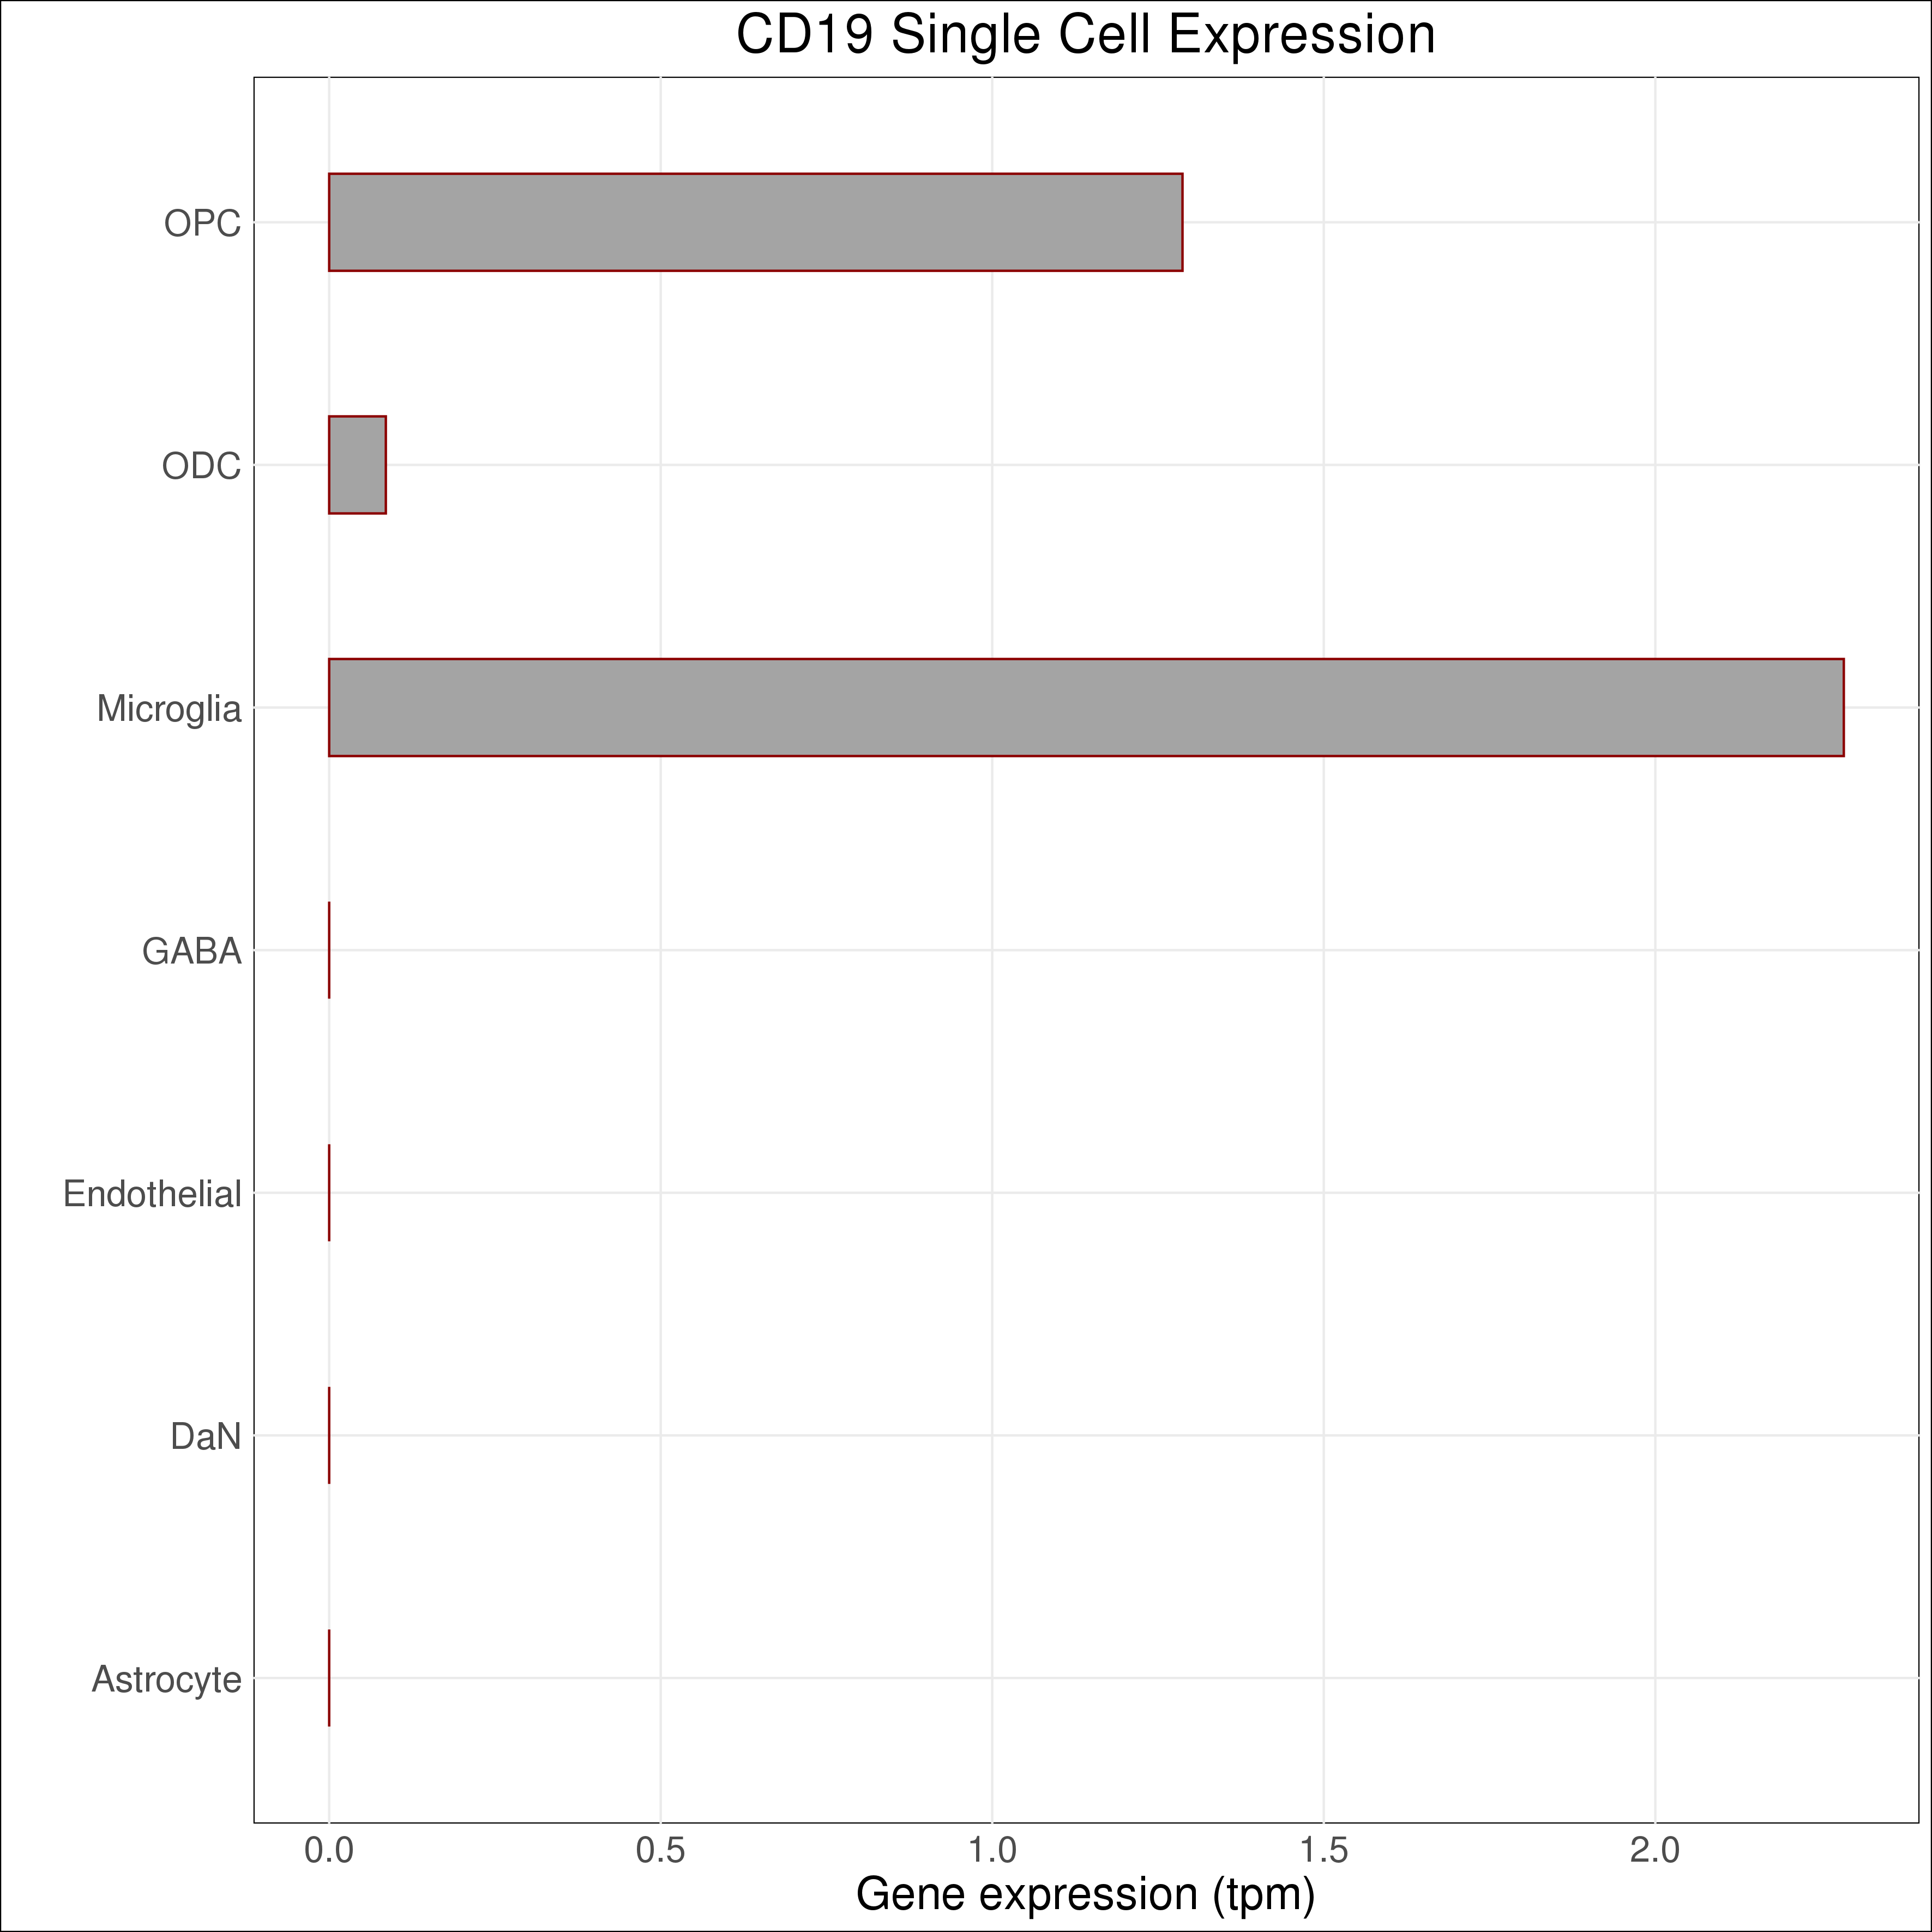 CD19 Single Cell Expression
OPC
ODC
Microglia
GABA
Endothelial
DaN
Astrocyte
0.0 0.5 1.0 1.5 2.0
Gene expression (tpm)